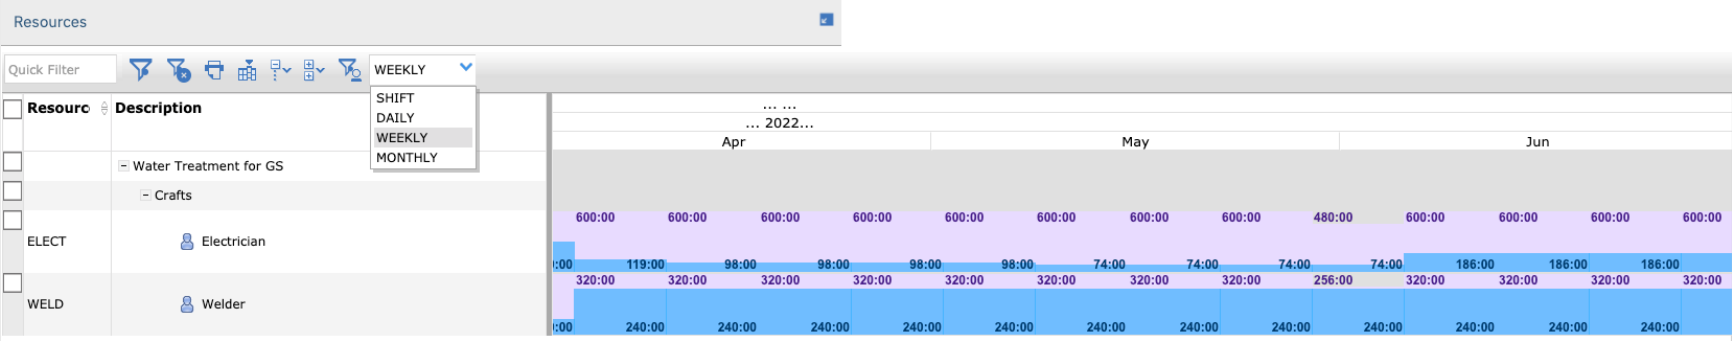 Resources
Quick Filter WEEKLY
SHIFT
DAILY
WEEKLY
MONTHLY
Resourc Description
... ...
... 2022...
Apr May Jun
Water Treatment for GS
Crafts
600:00 600:00 600:00 600:00 600:00 600:00 600:00 600:00 480:00 600:00 600:00 600:00 600:00
ELECT Electrician
:00 119:00 98:00 98:00 98:00 98:00 74:00 74:00 74:00 74:00 186:00 186:00 186:00
320:00 320:00 320:00 320:00 320:00 320:00 320:00 320:00 256:00 320:00 320:00 320:00 320:00
WELD Welder
:00 240:00 240:00 240:00 240:00 240:00 240:00 240:00 240:00 240:00 240:00 240:00 240:00